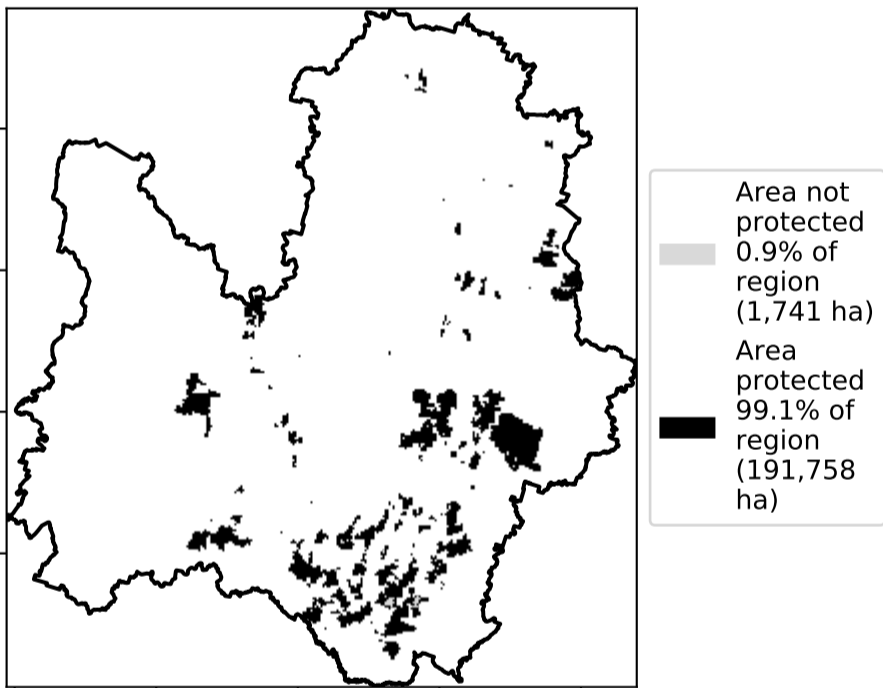 Area not
protected
0.9% of
region
(1,741 ha)
Area
protected
99.1% of
region
(191,758
ha)